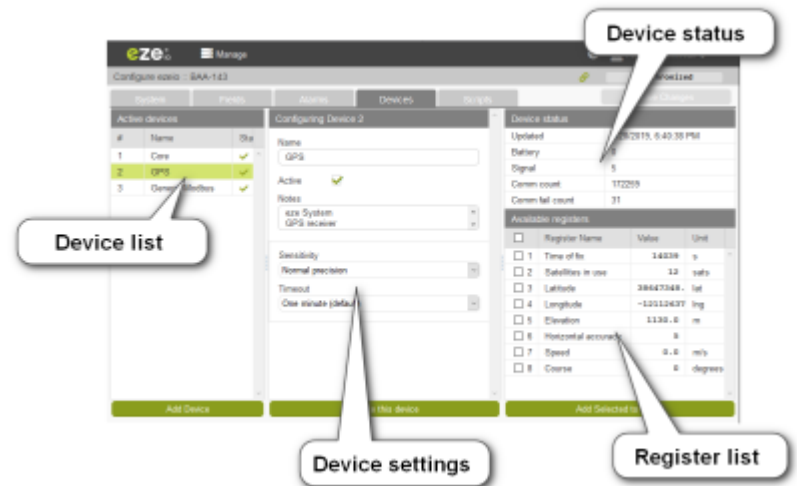 Device status
eze
Manage
Configure ezeio :: BAA-143
System Fields Alarms Devices Scripts
Active devices
Configuring Device 2
Device status
# Name Sta
1 Core
2 GPS
3 Modbus
Name
GPS
Active
Notes
eze System
GPS receiver
Sensitivity
Normal precision
Timeout
One minute (default)
Updated 2019, 6:40:38 PM
Battery
Signal 5
Comm count 172259
Comm fail count 31
Available registers
Register Name Value Unit
1 Time of fix 14039 s
2 Satellites in use 12 sats
3 Latitude 38647348. lat
4 Longitude -12112637 lng
5 Elevation 1130.0 m
6 Horizontal accuracy
7 Speed 0.0 m/s
8 Course 0 degrees
Add Device
this device
Add Selected to
Device list
Device settings
Register list